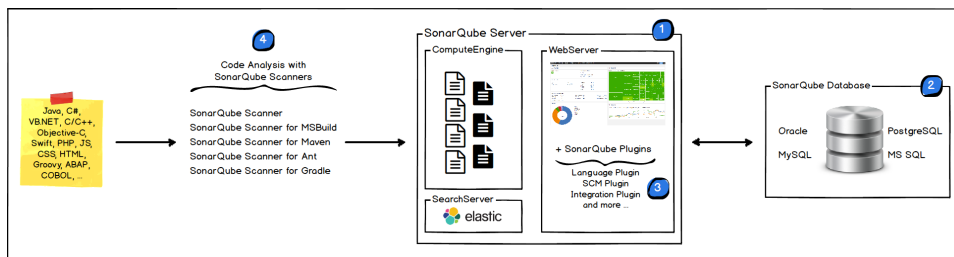 Java, C#,
VB.NET, C/C++,
Objective-C,
Swift, PHP, JS,
CSS, HTML,
Groovy, ABAP,
COBOL, ...
4
Code Analysis with
SonarQube Scanners
SonarQube Scanner
SonarQube Scanner for MSBuild
SonarQube Scanner for Maven
SonarQube Scanner for Ant
SonarQube Scanner for Gradle
SonarQube Server
1
ComputeEngine
SearchServer
elastic
WebServer
+ SonarQube Plugins
Language Plugin
SCM Plugin
Integration Plugin
and more ...
3
SonarQube Database
2
Oracle
PostgreSQL
MySQL
MS SQL